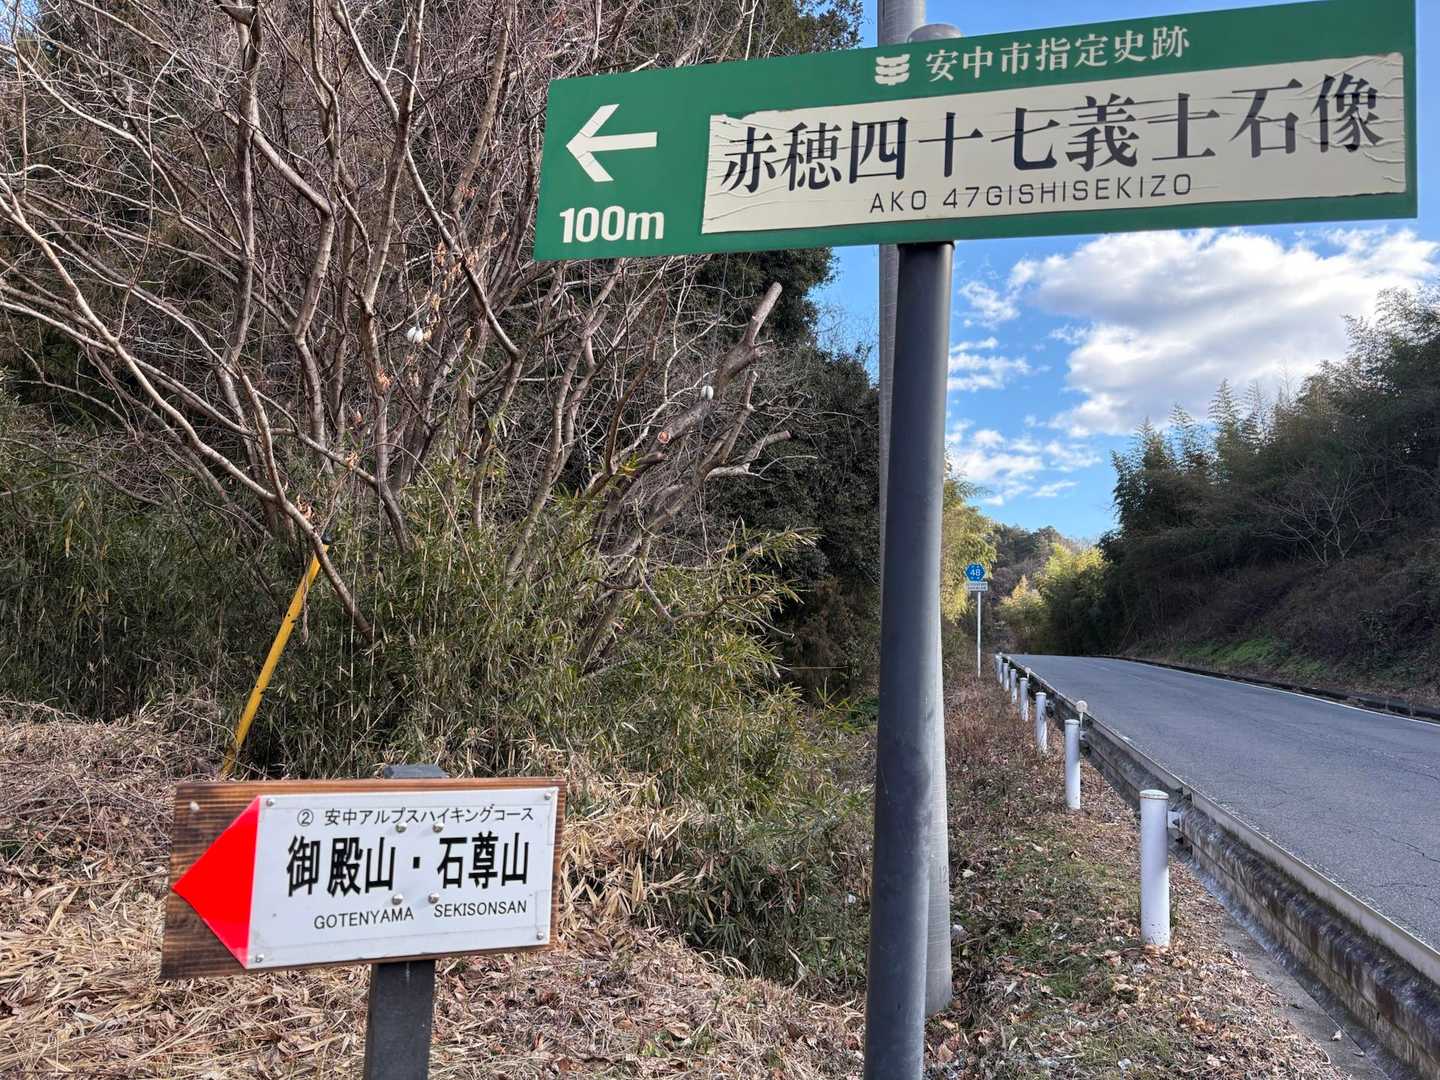 安中市指定史跡
赤穂四十七義士石像
AKO 47GISHISEKIZO
100m
48
② 安中アルプスハイキングコース
御殿山・石尊山
GOTENYAMA SEKISONSAN